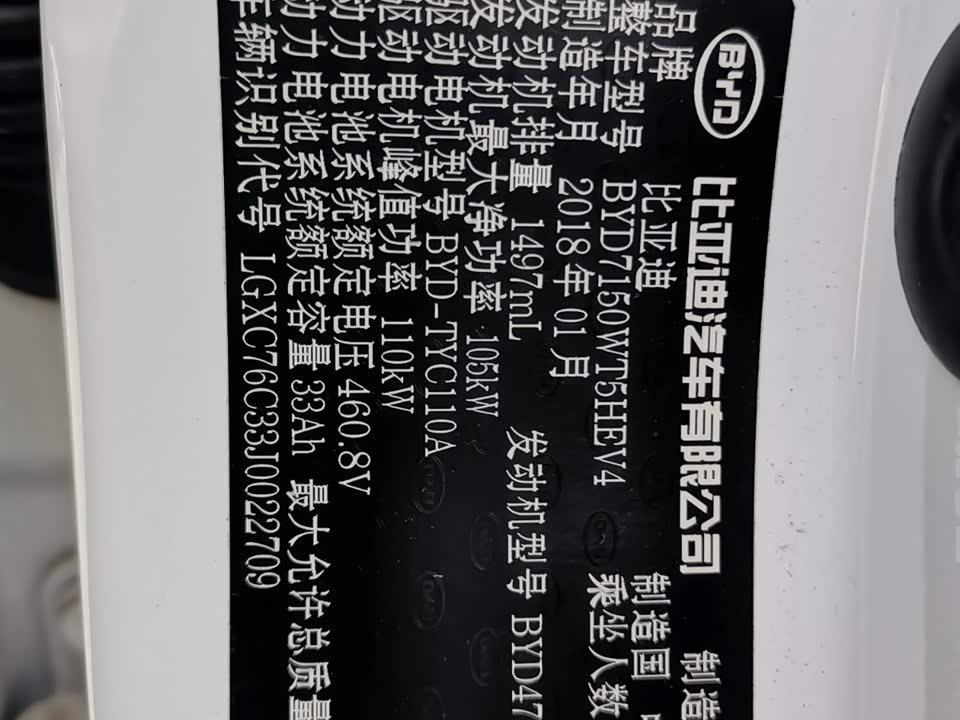 BYD 比亚迪汽车有限公司 制造
品牌 比亚迪 制造国
整车型号 BYD7150WT5HEV4 乘坐人数
制造年月 2018年01月
发动机排量 1497mL 发动机型号 BYD47
发动机最大净功率 105kW
驱动电机型号 BYD-TYC110A
驱动电机峰值功率 110kW
动力电池系统额定电压 460.8V
动力电池系统额定容量 33Ah 最大允许总质量
车辆识别代号 LGXC76C33J0022709